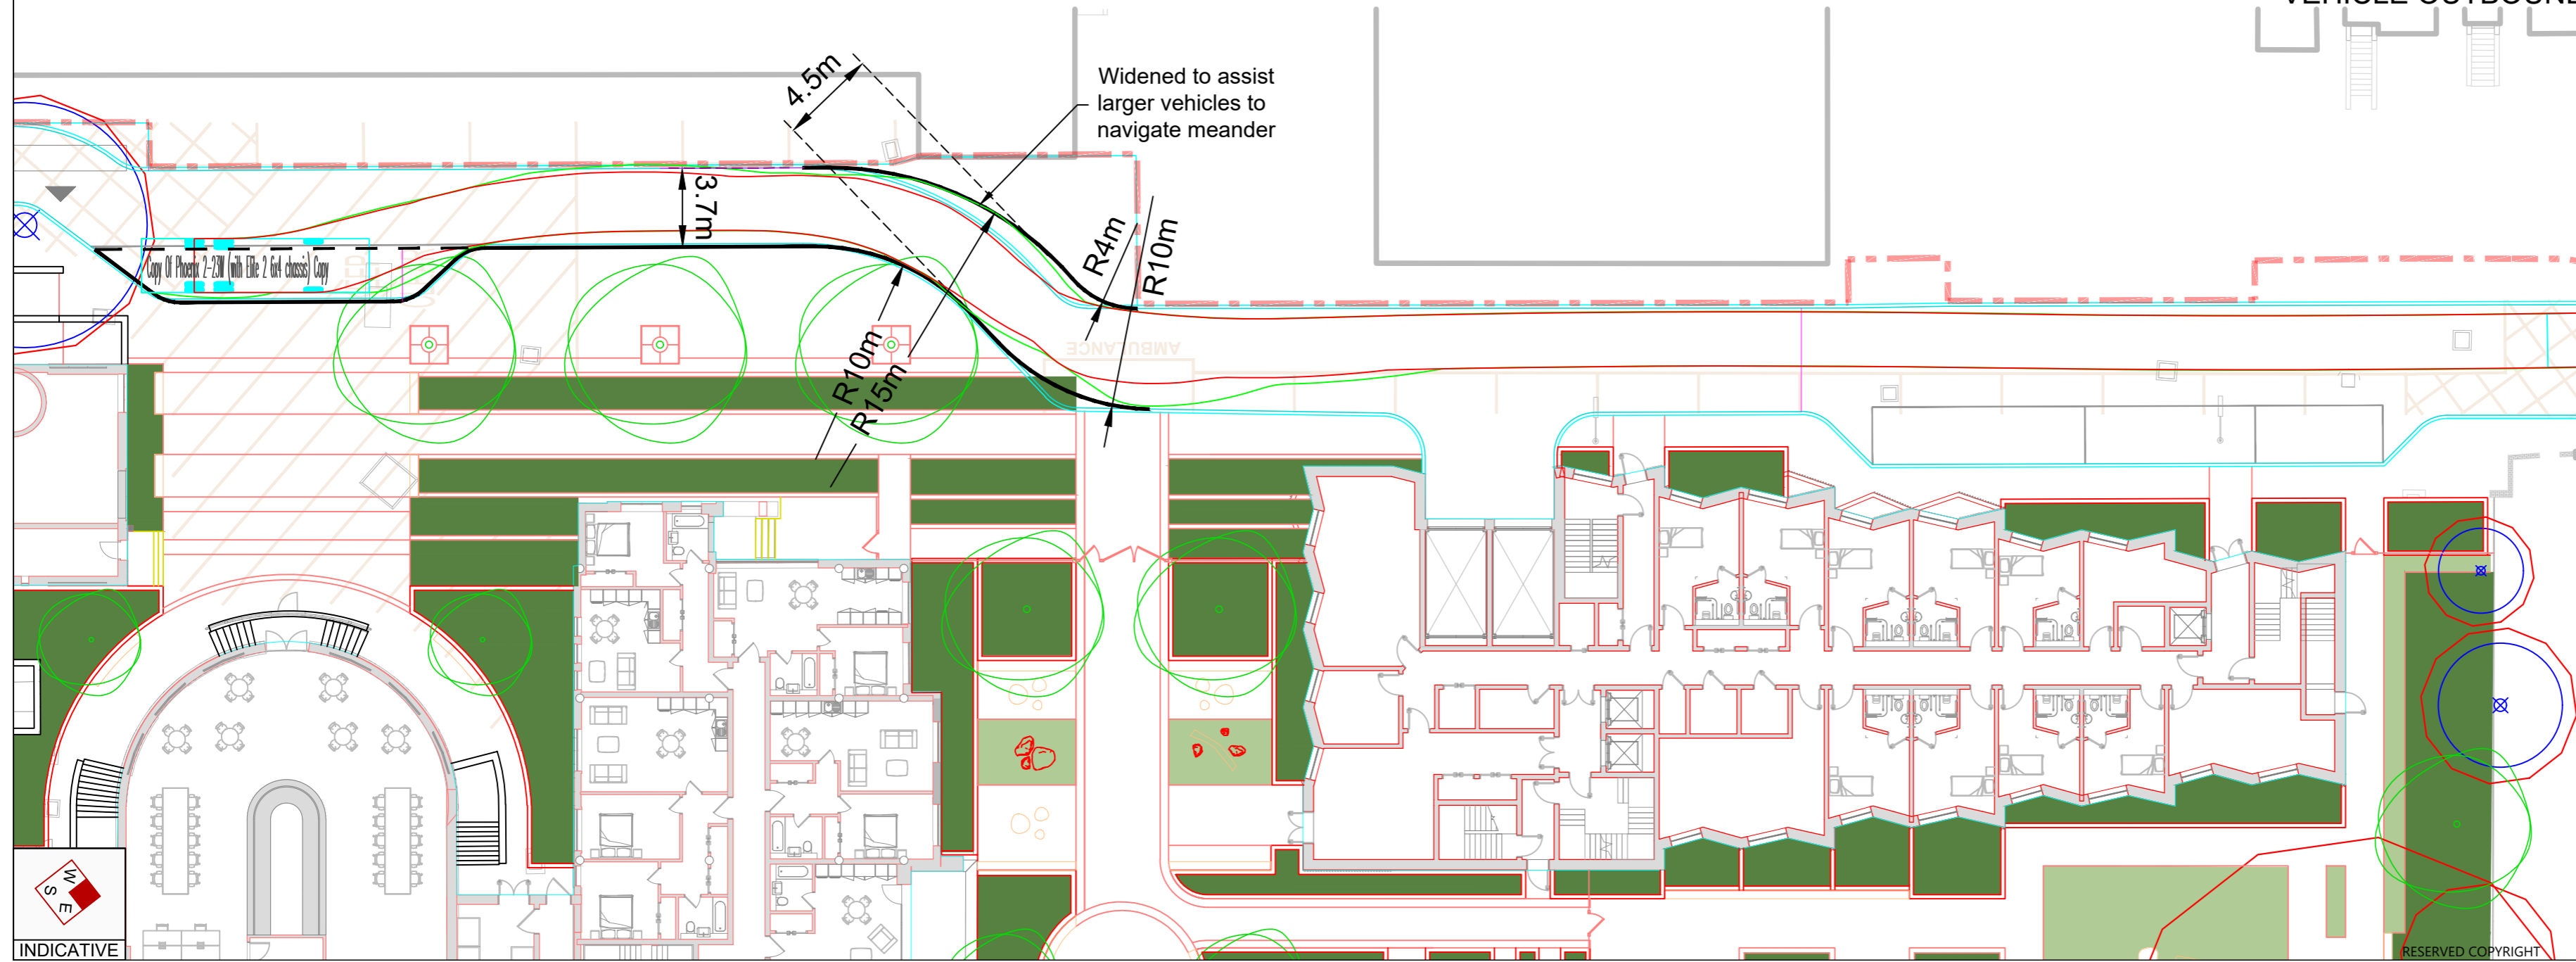 VEHICLE OUTBOUND
4.5m
Widened to assist
larger vehicles to
navigate meander
3.7m
R4m
R10m
Copy Of Phoenix 2-23W (with Elite 2 6x4 chassis) Copy
R10m
R15m
AMBULANCE
W
S
E
INDICATIVE
RESERVED COPYRIGHT